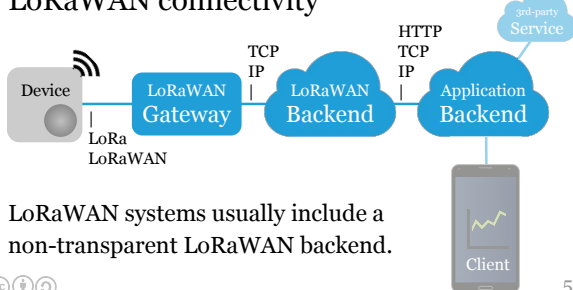 LoRaWAN connectivity
3rd-party
Service
HTTP
TCP
IP
|
TCP
IP
|
Device
LoRaWAN
Gateway
LoRaWAN
Backend
Application
Backend
|
LoRa
LoRaWAN
LoRaWAN systems usually include a
non-transparent LoRaWAN backend.
Client
5